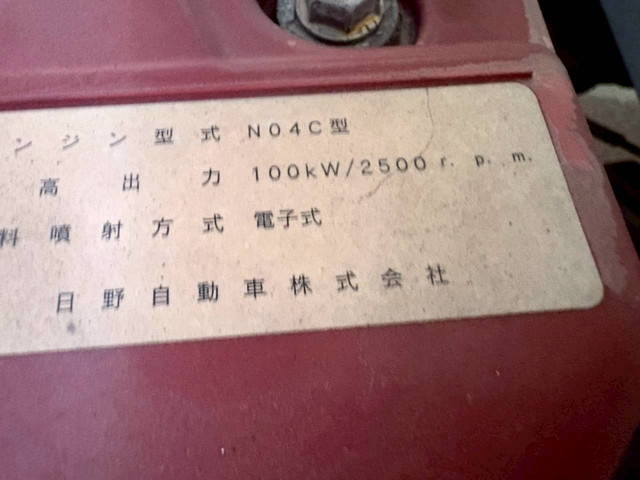 ンジン型式 N04C型
高出力 100kW/2500 r.p.m.
料噴射方式 電子式
日野自動車株式会社